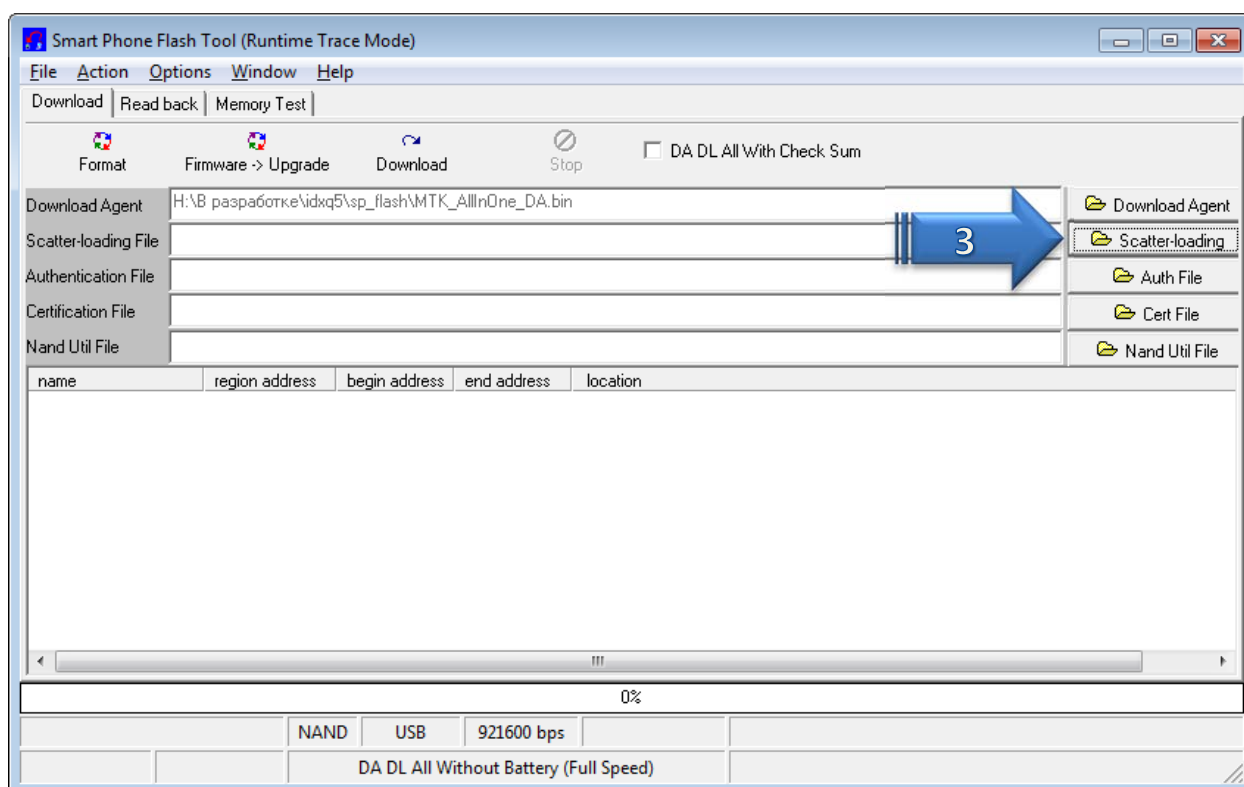 Smart Phone Flash Tool (Runtime Trace Mode)
File Action Options Window Help
Download Read back Memory Test
Format Firmware -> Upgrade Download Stop DA DL All With Check Sum
Download Agent H:\В разработке\idxq5\sp_flash\MTK_AllInOne_DA.bin Download Agent
Scatter-loading File 3 Scatter-loading
Authentication File Auth File
Certification File Cert File
Nand Util File Nand Util File
name region address begin address end address location
0%
NAND USB 921600 bps
DA DL All Without Battery (Full Speed)